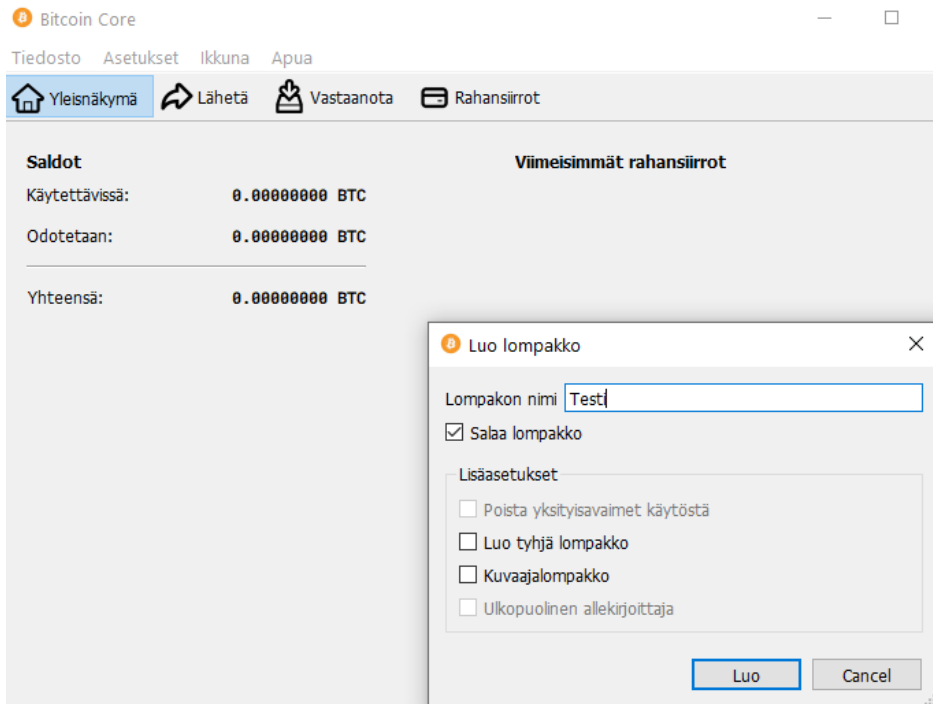 Bitcoin Core
Tiedosto Asetukset Ikkuna Apua
Yleisnäkymä Lähetä Vastaanota Rahansiirrot
Saldot
Käytettävissä: 0.00000000 BTC
Odotetaan: 0.00000000 BTC
Yhteensä: 0.00000000 BTC
Viimeisimmät rahansiirrot
Luo lompakko
Lompakon nimi Testi
Salaa lompakko
Lisäasetukset
Poista yksityisavaimet käytöstä
Luo tyhjä lompakko
Kuvaajalompakko
Ulkopuolinen allekirjoittaja
Luo Cancel